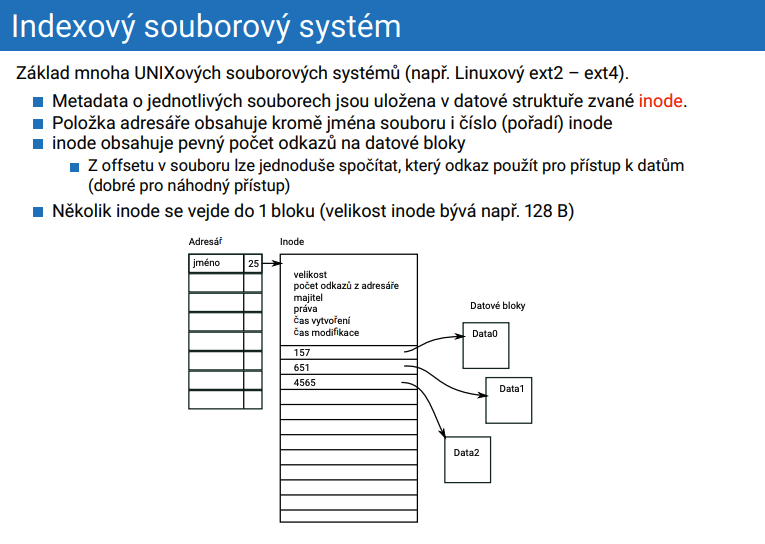 Indexový souborový systém
Základ mnoha UNIXových souborových systémů (např. Linuxový ext2 – ext4).
Metadata o jednotlivých souborech jsou uložena v datové struktuře zvané inode.
Položka adresáře obsahuje kromě jména souboru i číslo (pořadí) inode
inode obsahuje pevný počet odkazů na datové bloky
Z offsetu v souboru lze jednoduše spočítat, který odkaz použít pro přístup k datům
(dobré pro náhodný přístup)
Několik inode se vejde do 1 bloku (velikost inode bývá např. 128 B)
Adresář
Inode
jméno
25
velikost
počet odkazů z adresáře
majitel
práva
čas vytvoření
čas modifikace
157
651
4565
Datové bloky
Data0
Data1
Data2